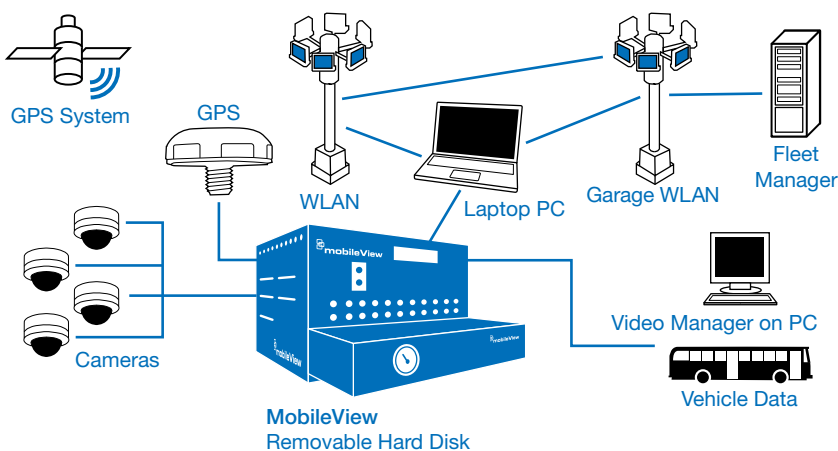 GPS System
GPS
WLAN
Laptop PC
Garage WLAN
Fleet
Manager
mobileView
mobileView
mobileView
Cameras
Video Manager on PC
Vehicle Data
MobileView
Removable Hard Disk